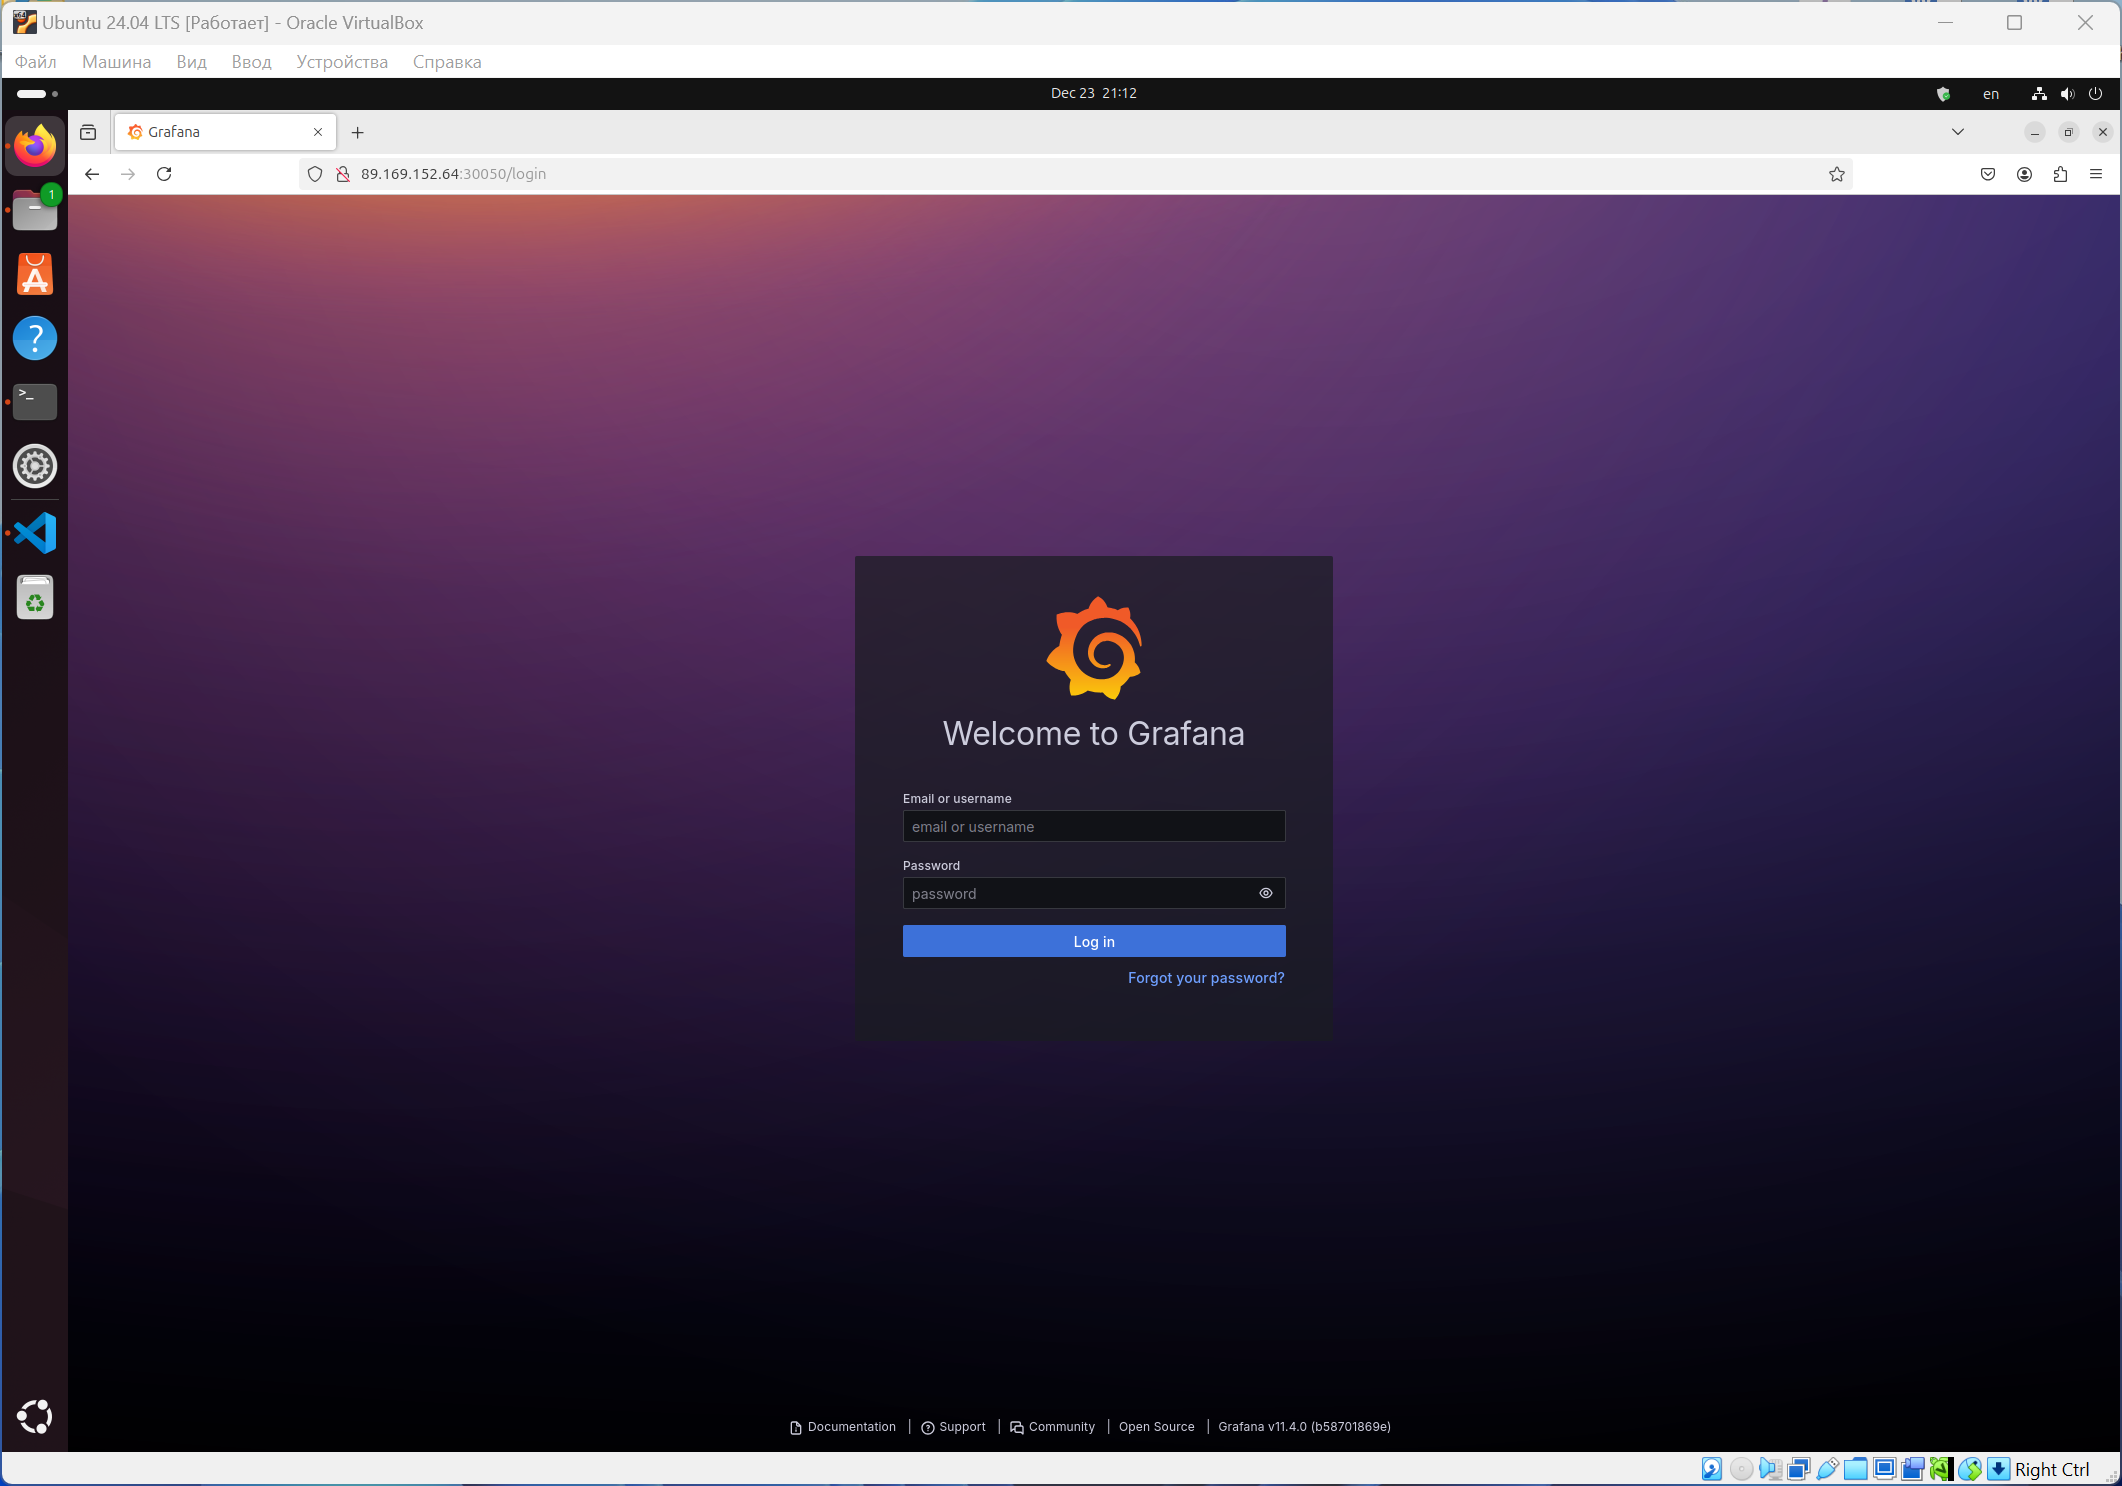 Ubuntu 24.04 LTS [Работает] - Oracle VirtualBox
Файл Машина Вид Ввод Устройства Справка
Dec 23 21:12
en
Grafana
1
89.169.152.64:30050/login
Welcome to Grafana
Email or username
email or username
Password
password
Log in
Forgot your password?
Documentation | Support | Community | Open Source | Grafana v11.4.0 (b58701869e)
Right Ctrl